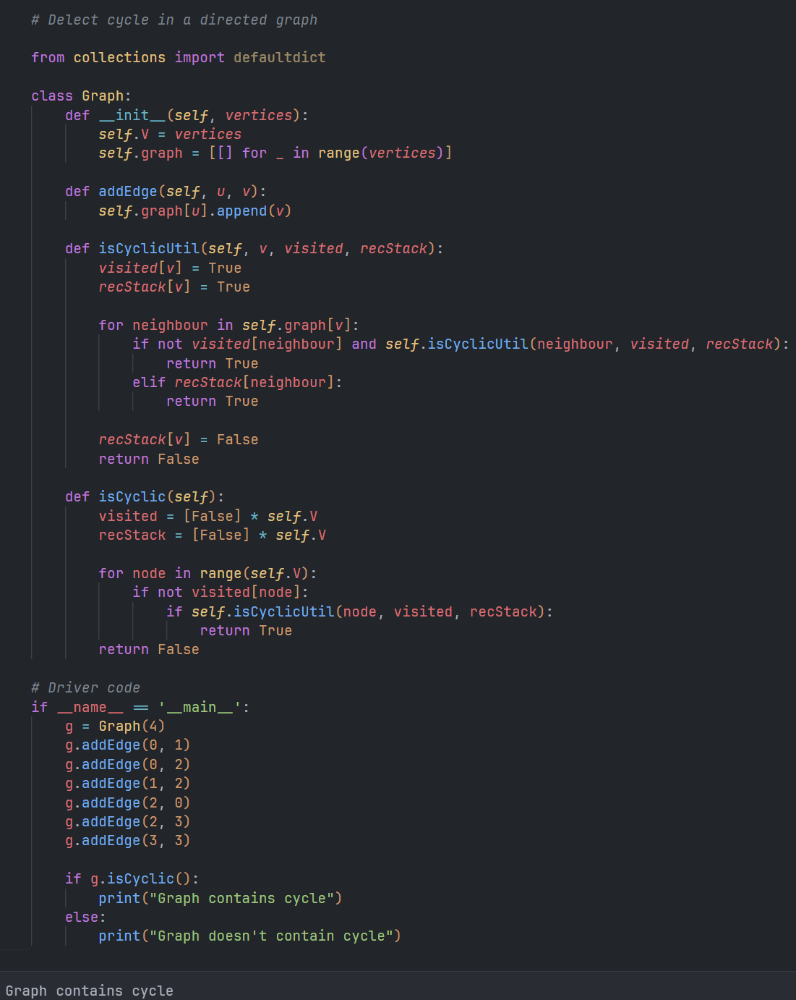 # Delect cycle in a directed graph
from collections import defaultdict
class Graph:
    def __init__(self, vertices):
        self.V = vertices
        self.graph = [[] for _ in range(vertices)]
    def addEdge(self, u, v):
        self.graph[u].append(v)
    def isCyclicUtil(self, v, visited, recStack):
        visited[v] = True
        recStack[v] = True
        for neighbour in self.graph[v]:
            if not visited[neighbour] and self.isCyclicUtil(neighbour, visited, recStack):
                return True
            elif recStack[neighbour]:
                return True
        recStack[v] = False
        return False
    def isCyclic(self):
        visited = [False] * self.V
        recStack = [False] * self.V
        for node in range(self.V):
            if not visited[node]:
                if self.isCyclicUtil(node, visited, recStack):
                    return True
        return False
# Driver code
if __name__ == '__main__':
    g = Graph(4)
    g.addEdge(0, 1)
    g.addEdge(0, 2)
    g.addEdge(1, 2)
    g.addEdge(2, 0)
    g.addEdge(2, 3)
    g.addEdge(3, 3)
    if g.isCyclic():
        print("Graph contains cycle")
    else:
        print("Graph doesn't contain cycle")
Graph contains cycle